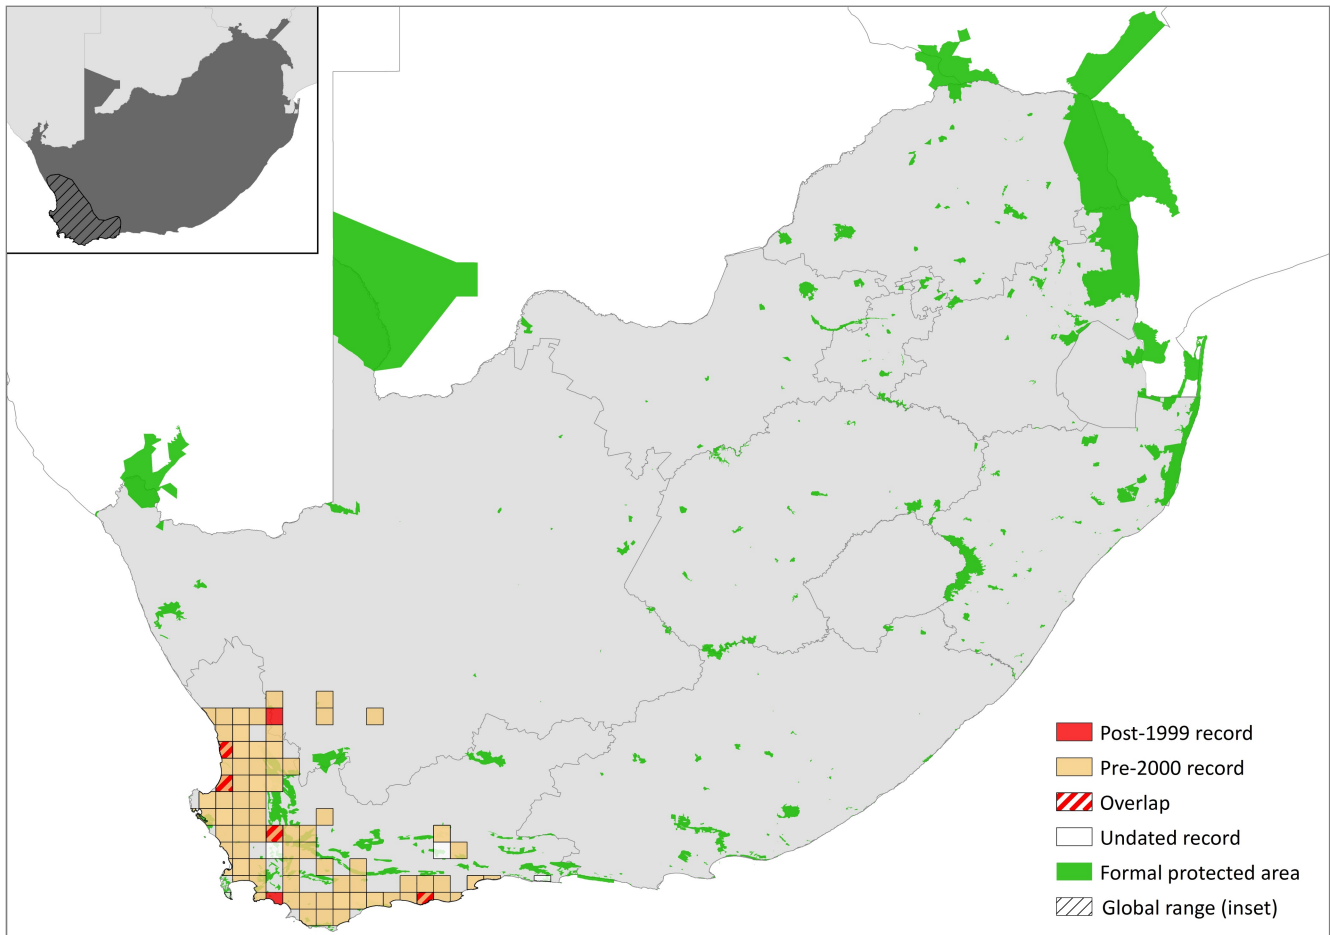 Post-1999 record
Pre-2000 record
Overlap
Undated record
Formal protected area
Global range (inset)